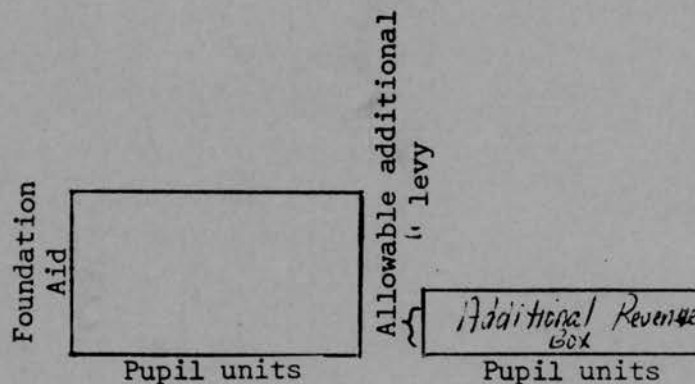 Foundation
Aid
Pupil units
Allowable additional
levy
Additional Revenue
Box
Pupil units